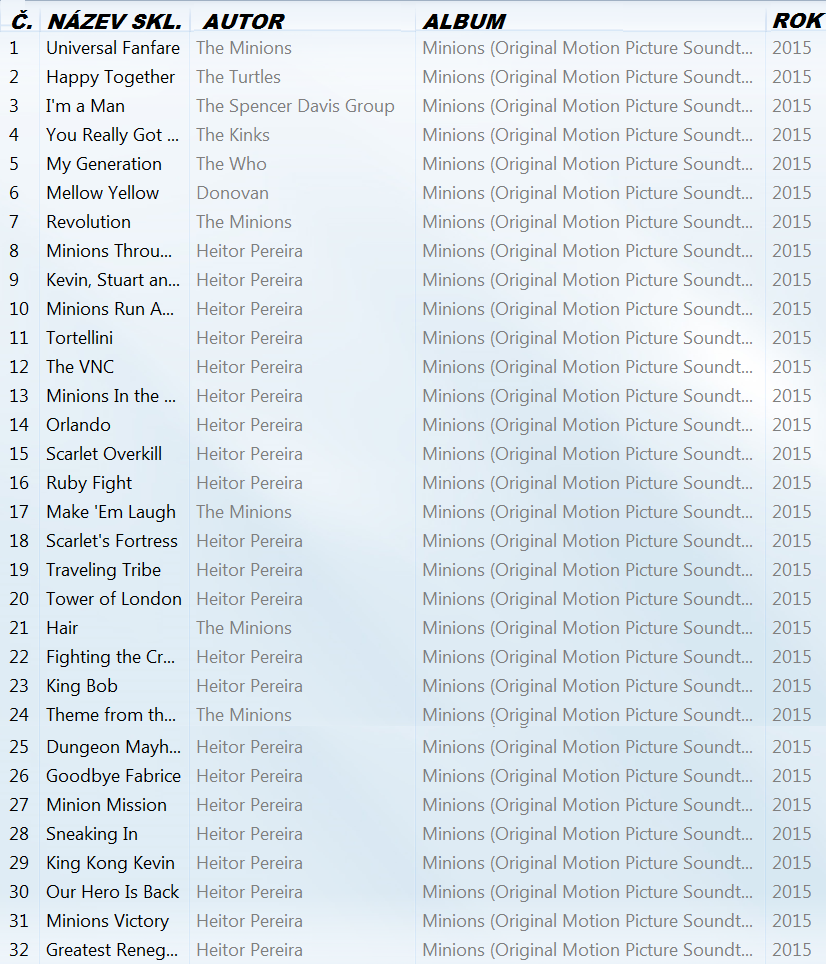 Č. NÁZEV SKL. AUTOR ALBUM ROK
1 Universal Fanfare The Minions Minions (Original Motion Picture Soundt... 2015
2 Happy Together The Turtles Minions (Original Motion Picture Soundt... 2015
3 I'm a Man The Spencer Davis Group Minions (Original Motion Picture Soundt... 2015
4 You Really Got ... The Kinks Minions (Original Motion Picture Soundt... 2015
5 My Generation The Who Minions (Original Motion Picture Soundt... 2015
6 Mellow Yellow Donovan Minions (Original Motion Picture Soundt... 2015
7 Revolution The Minions Minions (Original Motion Picture Soundt... 2015
8 Minions Throu... Heitor Pereira Minions (Original Motion Picture Soundt... 2015
9 Kevin, Stuart an... Heitor Pereira Minions (Original Motion Picture Soundt... 2015
10 Minions Run A... Heitor Pereira Minions (Original Motion Picture Soundt... 2015
11 Tortellini Heitor Pereira Minions (Original Motion Picture Soundt... 2015
12 The VNC Heitor Pereira Minions (Original Motion Picture Soundt... 2015
13 Minions In the ... Heitor Pereira Minions (Original Motion Picture Soundt... 2015
14 Orlando Heitor Pereira Minions (Original Motion Picture Soundt... 2015
15 Scarlet Overkill Heitor Pereira Minions (Original Motion Picture Soundt... 2015
16 Ruby Fight Heitor Pereira Minions (Original Motion Picture Soundt... 2015
17 Make 'Em Laugh The Minions Minions (Original Motion Picture Soundt... 2015
18 Scarlet's Fortress Heitor Pereira Minions (Original Motion Picture Soundt... 2015
19 Traveling Tribe Heitor Pereira Minions (Original Motion Picture Soundt... 2015
20 Tower of London Heitor Pereira Minions (Original Motion Picture Soundt... 2015
21 Hair The Minions Minions (Original Motion Picture Soundt... 2015
22 Fighting the Cr... Heitor Pereira Minions (Original Motion Picture Soundt... 2015
23 King Bob Heitor Pereira Minions (Original Motion Picture Soundt... 2015
24 Theme from th... The Minions Minions (Original Motion Picture Soundt... 2015
25 Dungeon Mayh... Heitor Pereira Minions (Original Motion Picture Soundt... 2015
26 Goodbye Fabrice Heitor Pereira Minions (Original Motion Picture Soundt... 2015
27 Minion Mission Heitor Pereira Minions (Original Motion Picture Soundt... 2015
28 Sneaking In Heitor Pereira Minions (Original Motion Picture Soundt... 2015
29 King Kong Kevin Heitor Pereira Minions (Original Motion Picture Soundt... 2015
30 Our Hero Is Back Heitor Pereira Minions (Original Motion Picture Soundt... 2015
31 Minions Victory Heitor Pereira Minions (Original Motion Picture Soundt... 2015
32 Greatest Reneg... Heitor Pereira Minions (Original Motion Picture Soundt... 2015